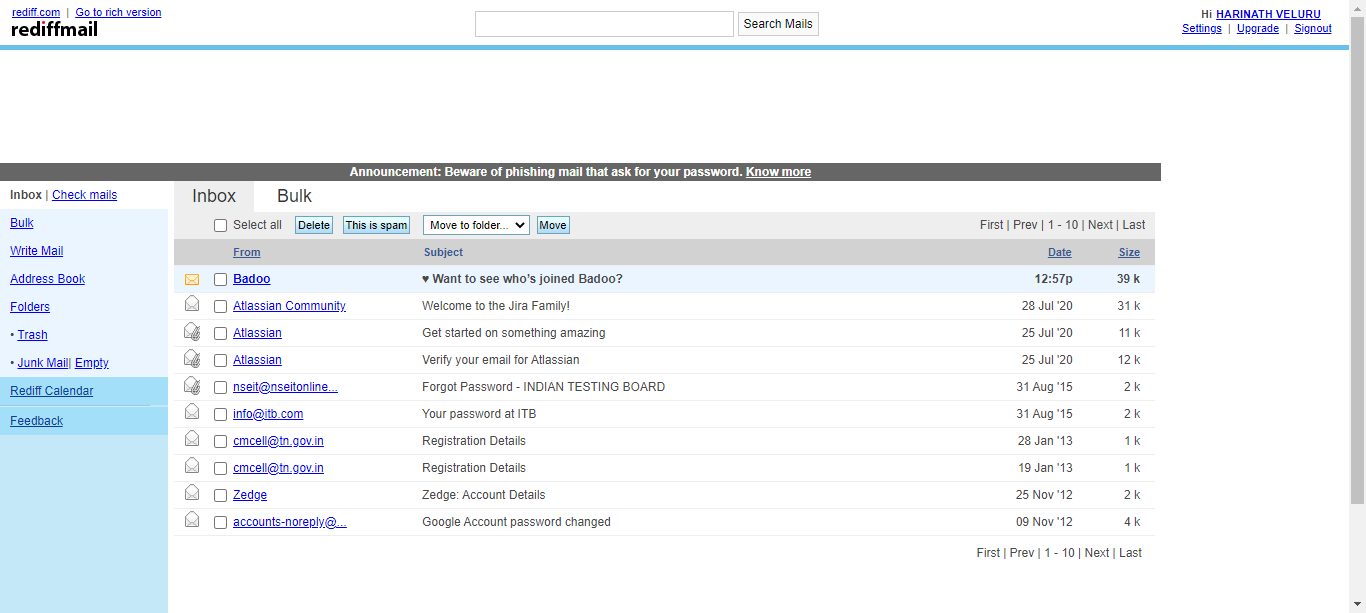 rediff.com | Go to rich version
rediffmail
Search Mails
Hi HARINATH VELURU
Settings | Upgrade | Signout
Announcement: Beware of phishing mail that ask for your password. Know more
Inbox | Check mails
Bulk
Write Mail
Address Book
Folders
• Trash
• Junk Mail| Empty
Rediff Calendar
Feedback
Inbox Bulk
Select all Delete This is spam Move to folder... Move First | Prev | 1 - 10 | Next | Last
From Subject Date Size
Badoo ♥ Want to see who's joined Badoo? 12:57p 39 k
Atlassian Community Welcome to the Jira Family! 28 Jul '20 31 k
Atlassian Get started on something amazing 25 Jul '20 11 k
Atlassian Verify your email for Atlassian 25 Jul '20 12 k
nseit@nseitonline... Forgot Password - INDIAN TESTING BOARD 31 Aug '15 2 k
info@itb.com Your password at ITB 31 Aug '15 2 k
cmcell@tn.gov.in Registration Details 28 Jan '13 1 k
cmcell@tn.gov.in Registration Details 19 Jan '13 1 k
Zedge Zedge: Account Details 25 Nov '12 2 k
accounts-noreply@... Google Account password changed 09 Nov '12 4 k
First | Prev | 1 - 10 | Next | Last